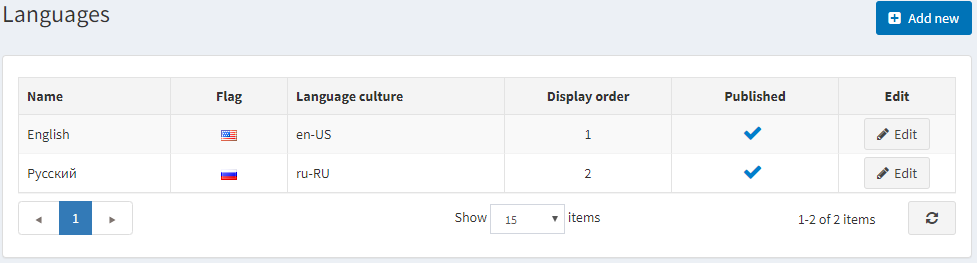 Languages
Add new
Name Flag Language culture Display order Published Edit
English en-US 1 Edit
Русский ru-RU 2 Edit
1 Show 15 items 1-2 of 2 items